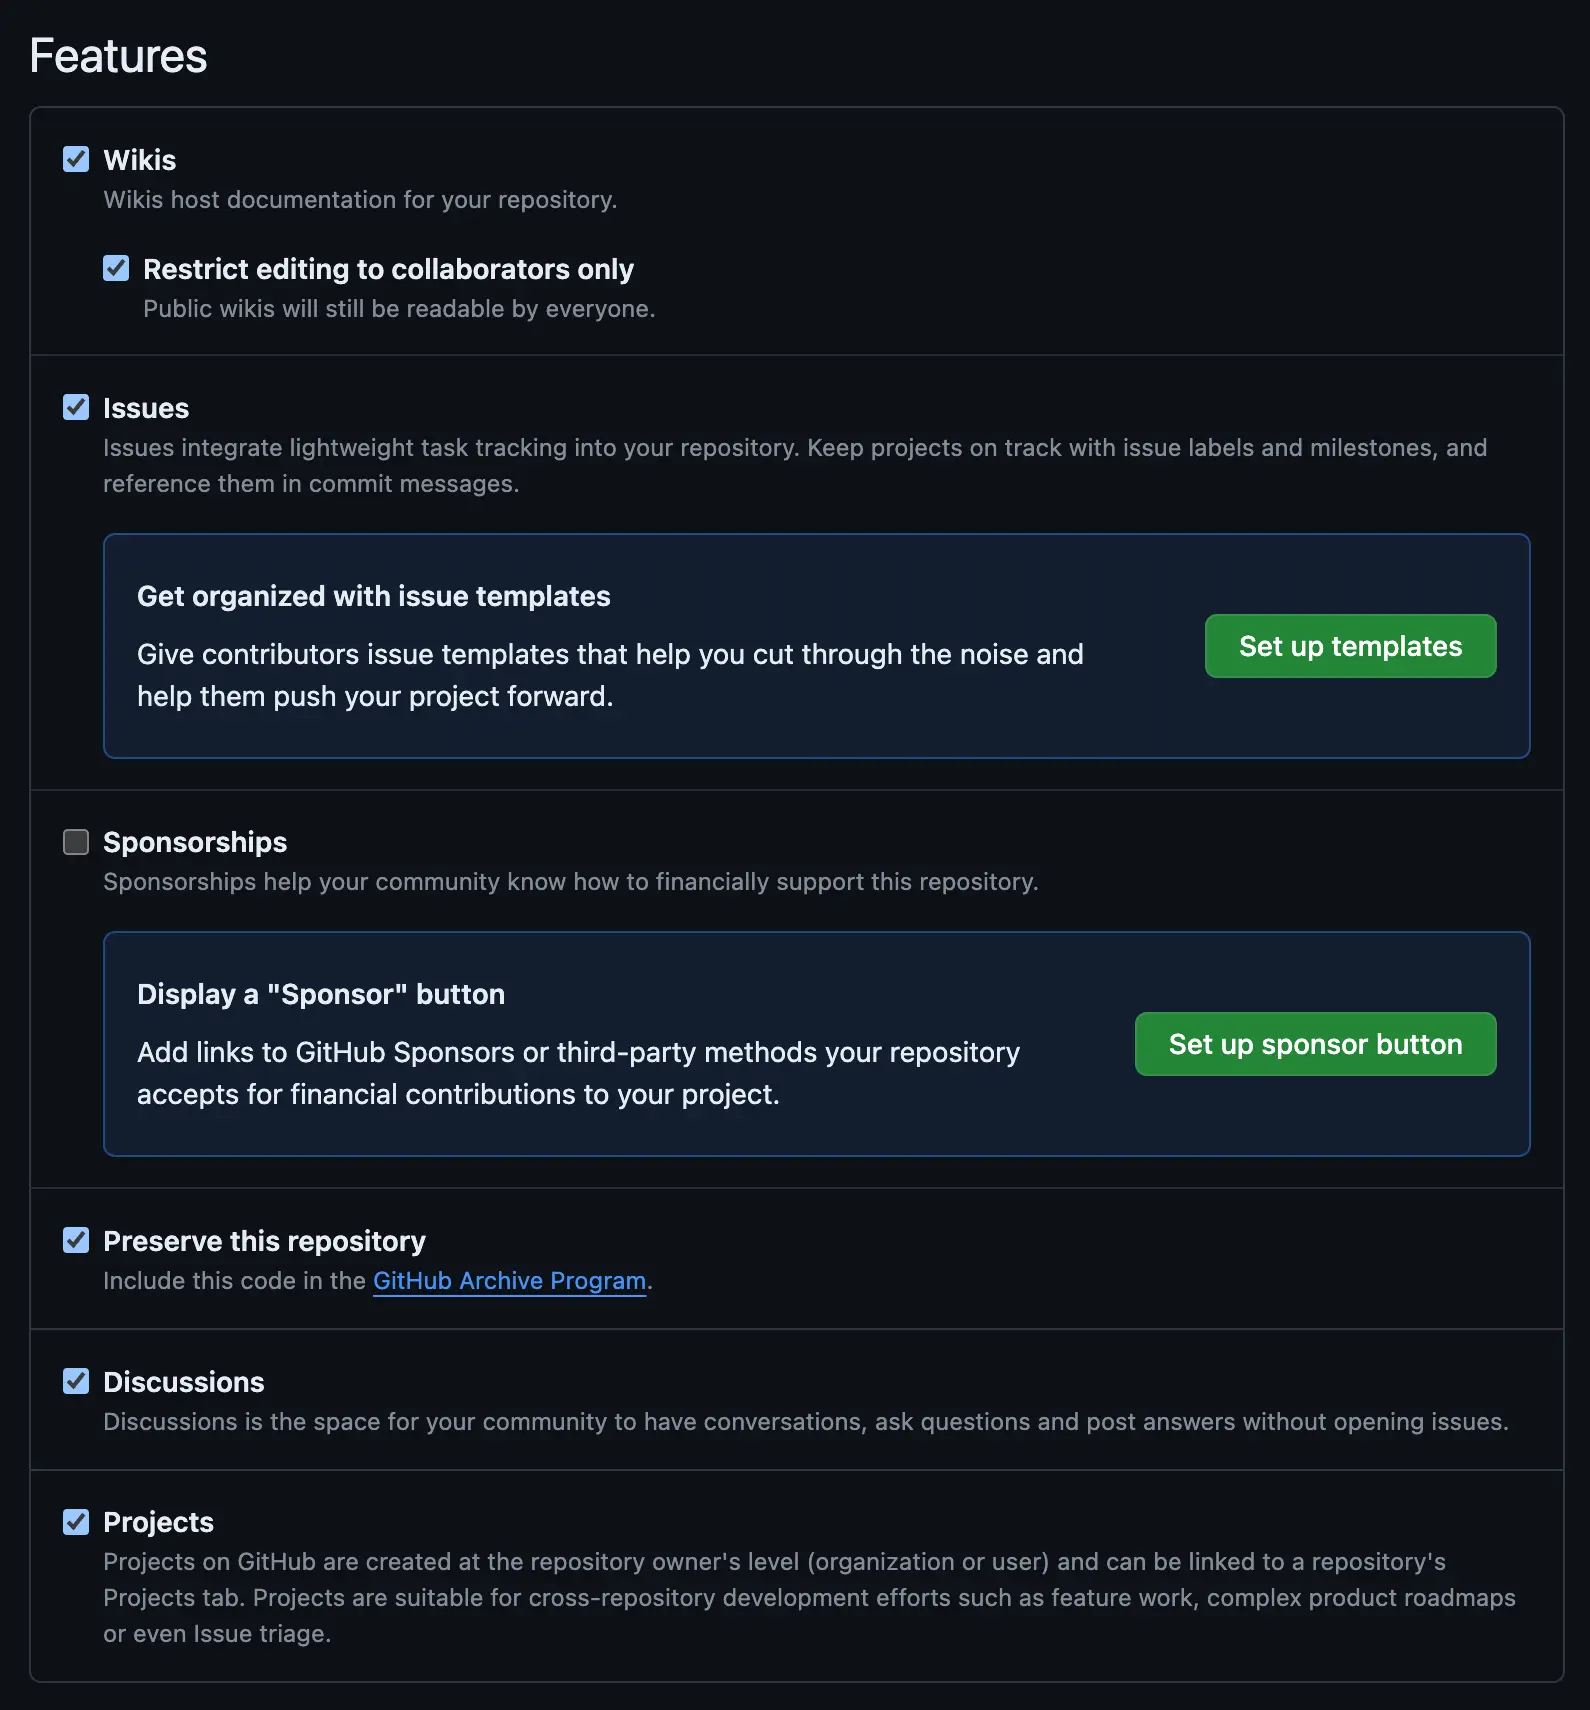 Features
Wikis
Wikis host documentation for your repository.
Restrict editing to collaborators only
Public wikis will still be readable by everyone.
Issues
Issues integrate lightweight task tracking into your repository. Keep projects on track with issue labels and milestones, and
reference them in commit messages.
Get organized with issue templates
Give contributors issue templates that help you cut through the noise and
help them push your project forward.
Set up templates
Sponsorships
Sponsorships help your community know how to financially support this repository.
Display a "Sponsor" button
Add links to GitHub Sponsors or third-party methods your repository
accepts for financial contributions to your project.
Set up sponsor button
Preserve this repository
Include this code in the GitHub Archive Program.
Discussions
Discussions is the space for your community to have conversations, ask questions and post answers without opening issues.
Projects
Projects on GitHub are created at the repository owner's level (organization or user) and can be linked to a repository's
Projects tab. Projects are suitable for cross-repository development efforts such as feature work, complex product roadmaps
or even Issue triage.